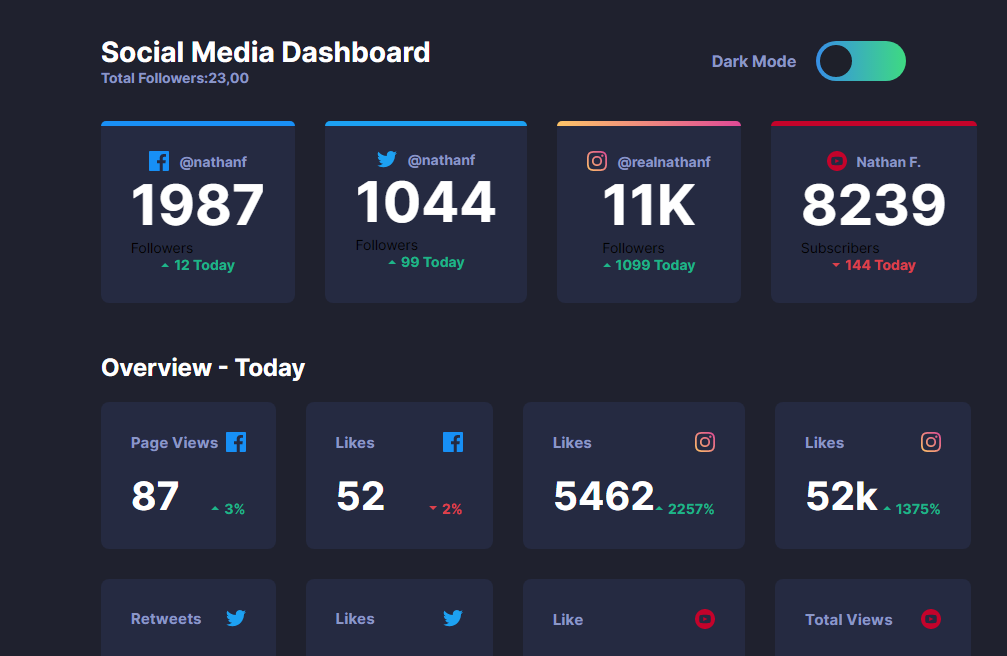 Social Media Dashboard
Total Followers:23,00
Dark Mode
@nathanf
1987
Followers
12 Today
@nathanf
1044
Followers
99 Today
@realnathanf
11K
Followers
1099 Today
Nathan F.
8239
Subscribers
144 Today
Overview - Today
Page Views
87
3%
Likes
52
2%
Likes
5462
2257%
Likes
52k
1375%
Retweets
Likes
Like
Total Views